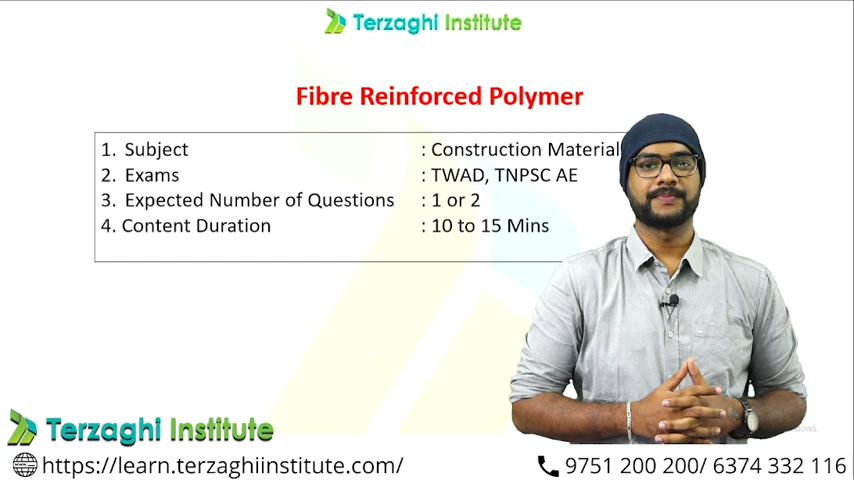 Terzaghi Institute
Fibre Reinforced Polymer
1. Subject : Construction Material
2. Exams : TWAD, TNPSC AE
3. Expected Number of Questions : 1 or 2
4. Content Duration : 10 to 15 Mins
Terzaghi Institute
https://learn.terzaghiinstitute.com/
9751 200 200/ 6374 332 116